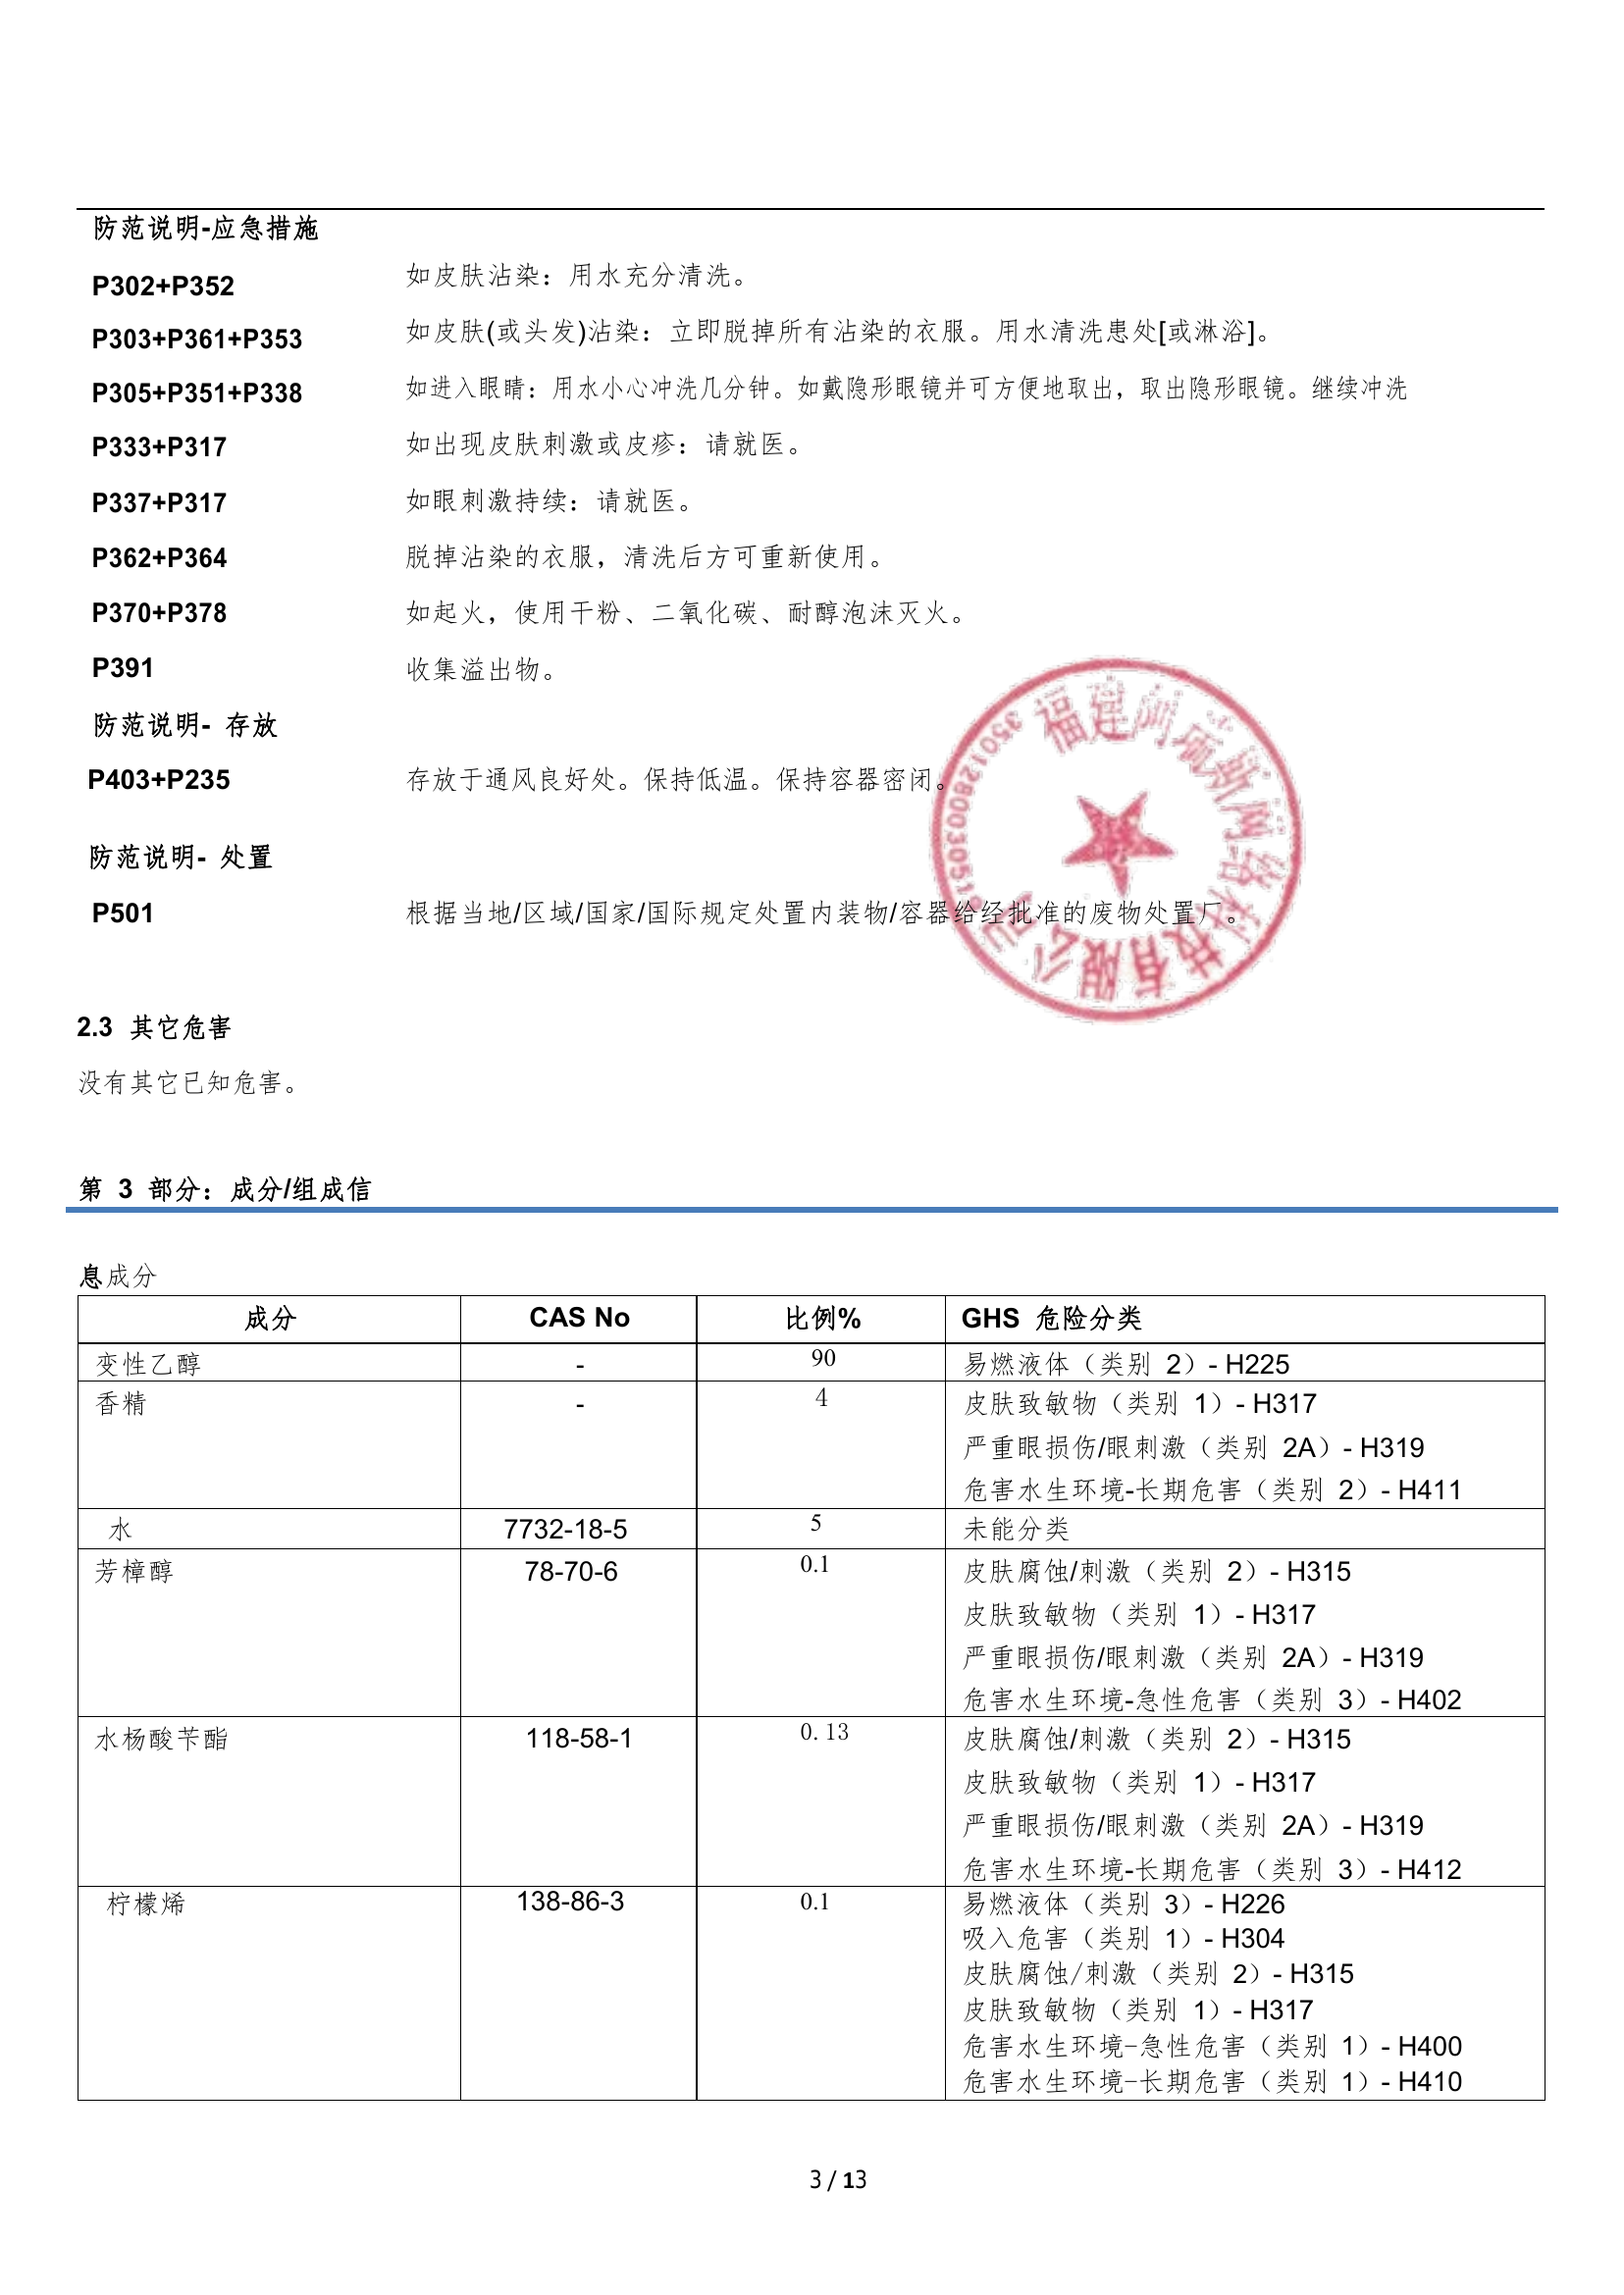 防范说明-应急措施
P302+P352 如皮肤沾染：用水充分清洗。
P303+P361+P353 如皮肤(或头发)沾染：立即脱掉所有沾染的衣服。用水清洗患处[或淋浴]。
P305+P351+P338 如进入眼睛：用水小心冲洗几分钟。如戴隐形眼镜并可方便地取出，取出隐形眼镜。继续冲洗
P333+P317 如出现皮肤刺激或皮疹：请就医。
P337+P317 如眼刺激持续：请就医。
P362+P364 脱掉沾染的衣服，清洗后方可重新使用。
P370+P378 如起火，使用干粉、二氧化碳、耐醇泡沫灭火。
P391 收集溢出物。
防范说明- 存放
P403+P235 存放于通风良好处。保持低温。保持容器密闭。
防范说明- 处置
P501 根据当地/区域/国家/国际规定处置内装物/容器给经批准的废物处置厂。
福建 斯网络科技有限公司
2.3 其它危害
没有其它已知危害。
第 3 部分：成分/组成信
息成分
成分 CAS No 比例% GHS 危险分类
变性乙醇 - 90 易燃液体（类别 2）- H225
香精 - 4 皮肤致敏物（类别 1）- H317
严重眼损伤/眼刺激（类别 2A）- H319
危害水生环境-长期危害（类别 2）- H411
水 7732-18-5 5 未能分类
芳樟醇 78-70-6 0.1 皮肤腐蚀/刺激（类别 2）- H315
皮肤致敏物（类别 1）- H317
严重眼损伤/眼刺激（类别 2A）- H319
危害水生环境-急性危害（类别 3）- H402
水杨酸苄酯 118-58-1 0.13 皮肤腐蚀/刺激（类别 2）- H315
皮肤致敏物（类别 1）- H317
严重眼损伤/眼刺激（类别 2A）- H319
危害水生环境-长期危害（类别 3）- H412
柠檬烯 138-86-3 0.1 易燃液体（类别 3）- H226
吸入危害（类别 1）- H304
皮肤腐蚀/刺激（类别 2）- H315
皮肤致敏物（类别 1）- H317
危害水生环境-急性危害（类别 1）- H400
危害水生环境-长期危害（类别 1）- H410
3 / 13